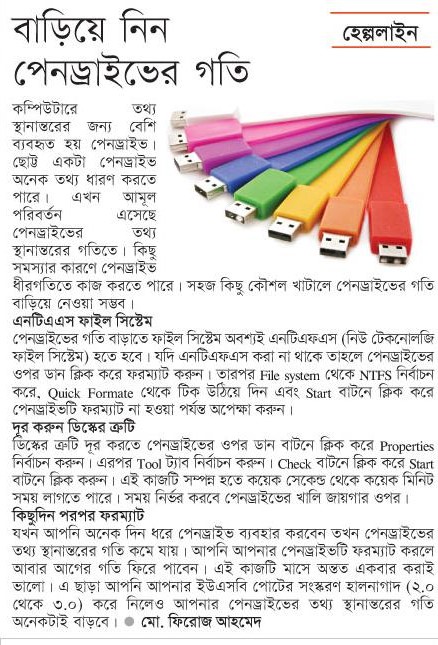 বাড়িয়ে নিন
পেনড্রাইভের গতি
হেল্পলাইন
কম্পিউটারে তথ্য
স্থানান্তরের জন্য বেশি
ব্যবহৃত হয় পেনড্রাইভ।
ছোট্ট একটা পেনড্রাইভ
অনেক তথ্য ধারণ করতে
পারে। এখন আমূল
পরিবর্তন এসেছে
পেনড্রাইভের তথ্য
স্থানান্তরের গতিতে। কিছু
সমস্যার কারণে পেনড্রাইভ
ধীরগতিতে কাজ করতে পারে। সহজ কিছু কৌশল খাটালে পেনড্রাইভের গতি
বাড়িয়ে নেওয়া সম্ভব।
এনটিএএস ফাইল সিস্টেম
পেনড্রাইভের গতি বাড়াতে ফাইল সিস্টেম অবশ্যই এনটিএফএস (নিউ টেকনোলজি
ফাইল সিস্টেম) হতে হবে। যদি এনটিএফএস করা না থাকে তাহলে পেনড্রাইভের
ওপর ডান ক্লিক করে ফরম্যাট করুন। তারপর File system থেকে NTFS নির্বাচন
করে, Quick Formate থেকে টিক্ উঠিয়ে দিন এবং Start বাটনে ক্লিক করে
পেনড্রাইভটি ফরম্যাট না হওয়া পর্যন্ত অপেক্ষা করুন।
দূর করুন ডিস্কের ত্রুটি
ডিস্কের ত্রুটি দূর করতে পেনড্রাইভের ওপর ডান বাটনে ক্লিক করে Properties
নির্বাচন করুন। এরপর Tool ট্যাব নির্বাচন করুন। Check বাটনে ক্লিক করে Start
বাটনে ক্লিক করুন। এই কাজটি সম্পন্ন হতে কয়েক সেকেন্ড থেকে কয়েক মিনিট
সময় লাগতে পারে। সময় নির্ভর করবে পেনড্রাইভের খালি জায়গার ওপর।
কিছুদিন পরপর ফরম্যাট
যখন আপনি অনেক দিন ধরে পেনড্রাইভ ব্যবহার করবেন তখন পেনড্রাইভের
তথ্য স্থানান্তরের গতি কমে যায়। আপনি আপনার পেনড্রাইভটি ফরম্যাট করলে
আবার আগের গতি ফিরে পাবেন। এই কাজটি মাসে অন্তত একবার করাই
ভালো। এ ছাড়া আপনি আপনার ইউএসবি পোর্টের সংস্করণ হালনাগাদ (২.০
থেকে ৩.০) করে নিলেও আপনার পেনড্রাইভের তথ্য স্থানান্তরের গতি
অনেকটাই বাড়বে। ● মো. ফিরোজ আহমেদ